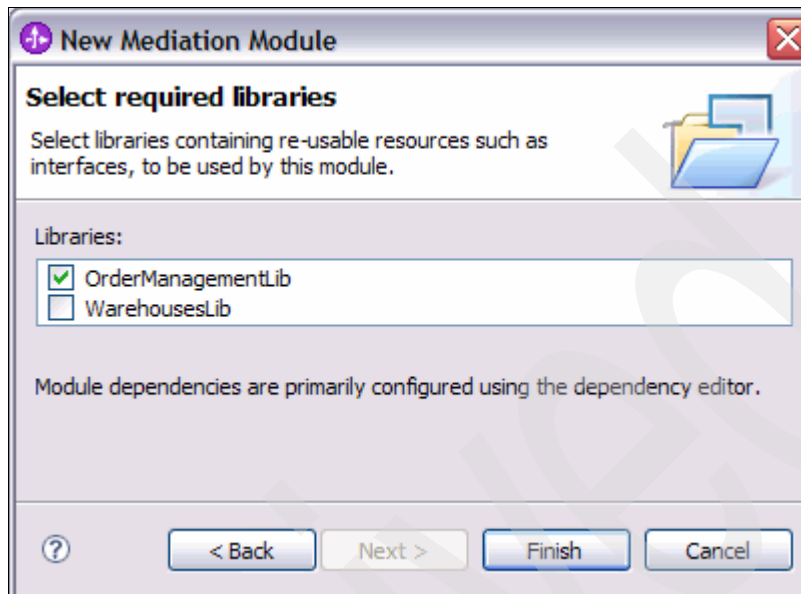 New Mediation Module
Select required libraries
Select libraries containing re-usable resources such as
interfaces, to be used by this module.
Libraries:
OrderManagementLib
WarehousesLib
Module dependencies are primarily configured using the dependency editor.
?
< Back
Next >
Finish
Cancel